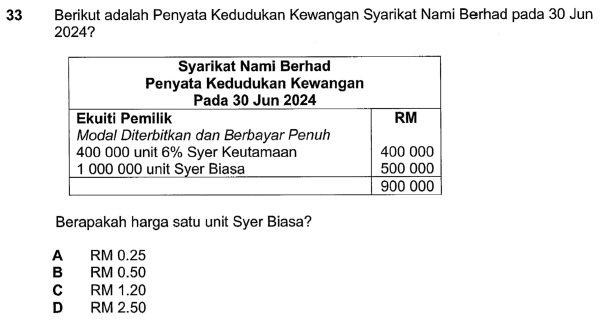 33 Berikut adalah Penyata Kedudukan Kewangan Syarikat Nami Berhad pada 30 Jun
2024?
Syarikat Nami Berhad
Penyata Kedudukan Kewangan
Pada 30 Jun 2024
Ekuiti Pemilik RM
Modal Diterbitkan dan Berbayar Penuh
400 000 unit 6% Syer Keutamaan 400 000
1 000 000 unit Syer Biasa 500 000
900 000
Berapakah harga satu unit Syer Biasa?
A RM 0.25
B RM 0.50
C RM 1.20
D RM 2.50